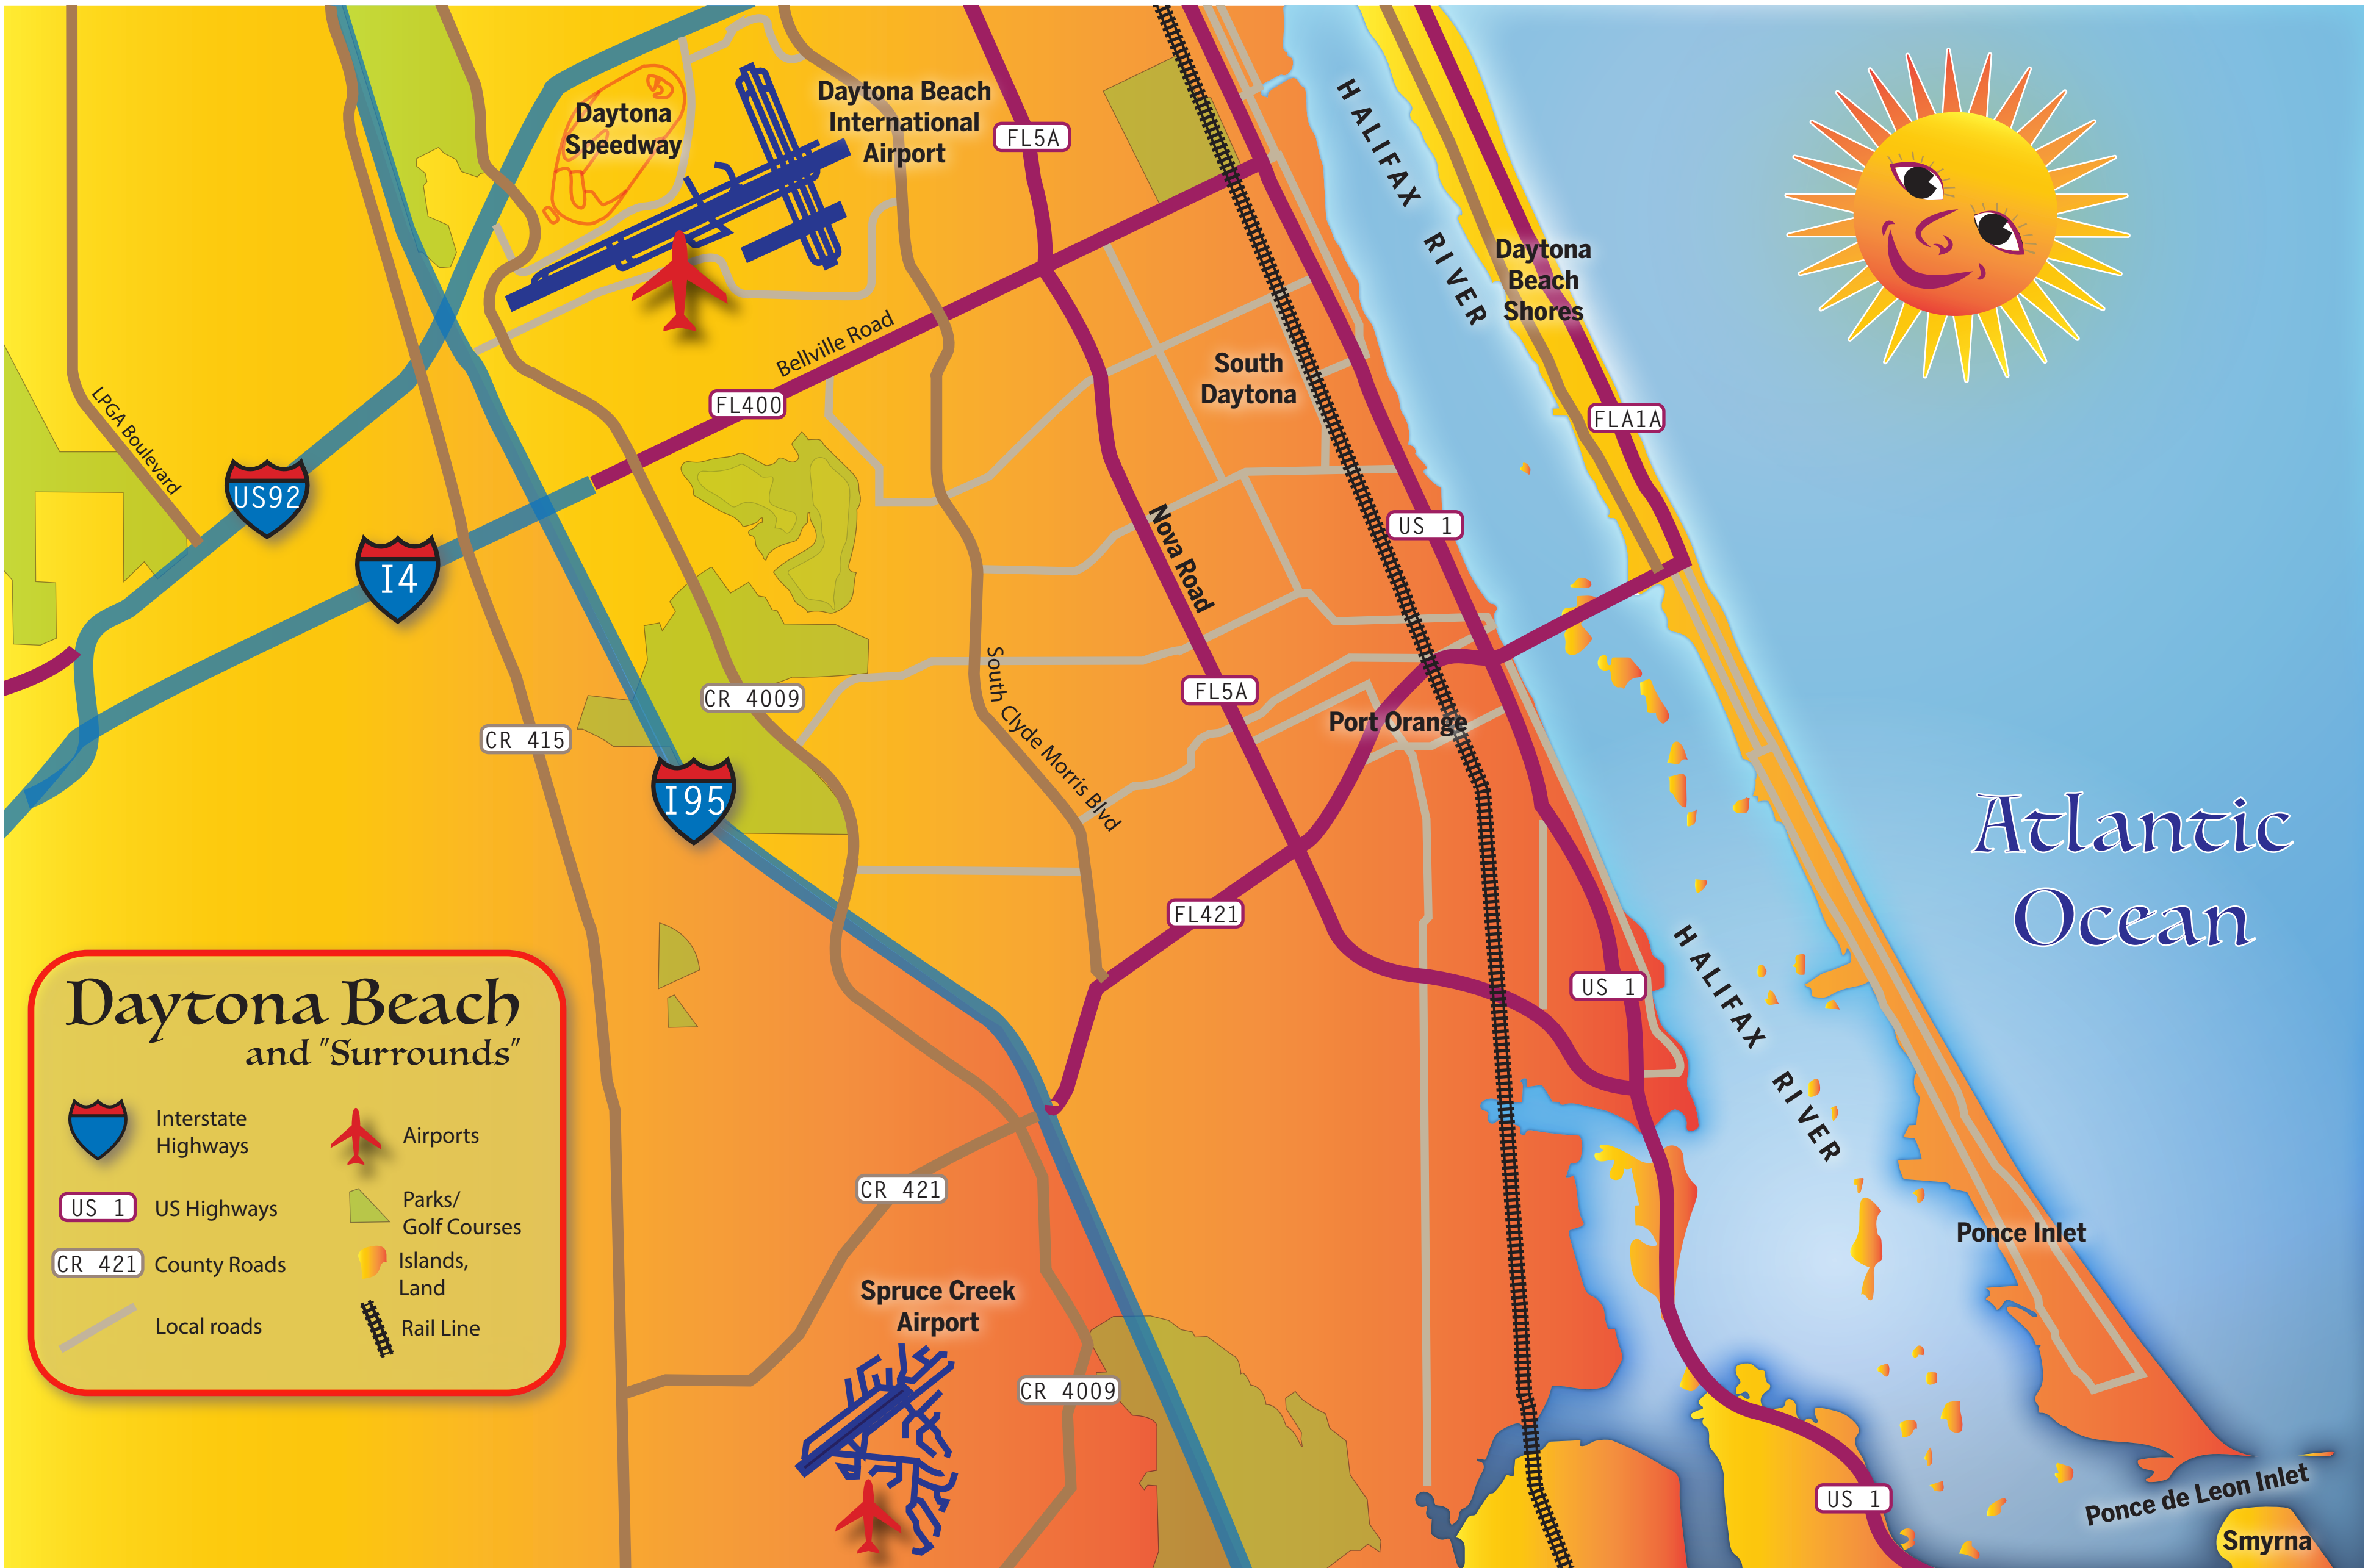 Daytona
Speedway
Daytona Beach
International
Airport
FL5A
HALIFAX RIVER
Daytona
Beach
Shores
Bellville Road
FL400
South
Daytona
FLA1A
LPGA Boulevard
US92
I4
Nova Road
US 1
CR 4009
South Clyde Morris Blvd
FL5A
CR 415
Port Orange
I95
Atlantic
Ocean
FL421
HALIFAX RIVER
US 1
Daytona Beach
and "Surrounds"
Interstate
Highways
Airports
US 1
US Highways
Parks/
Golf Courses
CR 421
County Roads
Islands,
Land
Local roads
Rail Line
CR 421
Ponce Inlet
Spruce Creek
Airport
CR 4009
US 1
Ponce de Leon Inlet
Smyrna